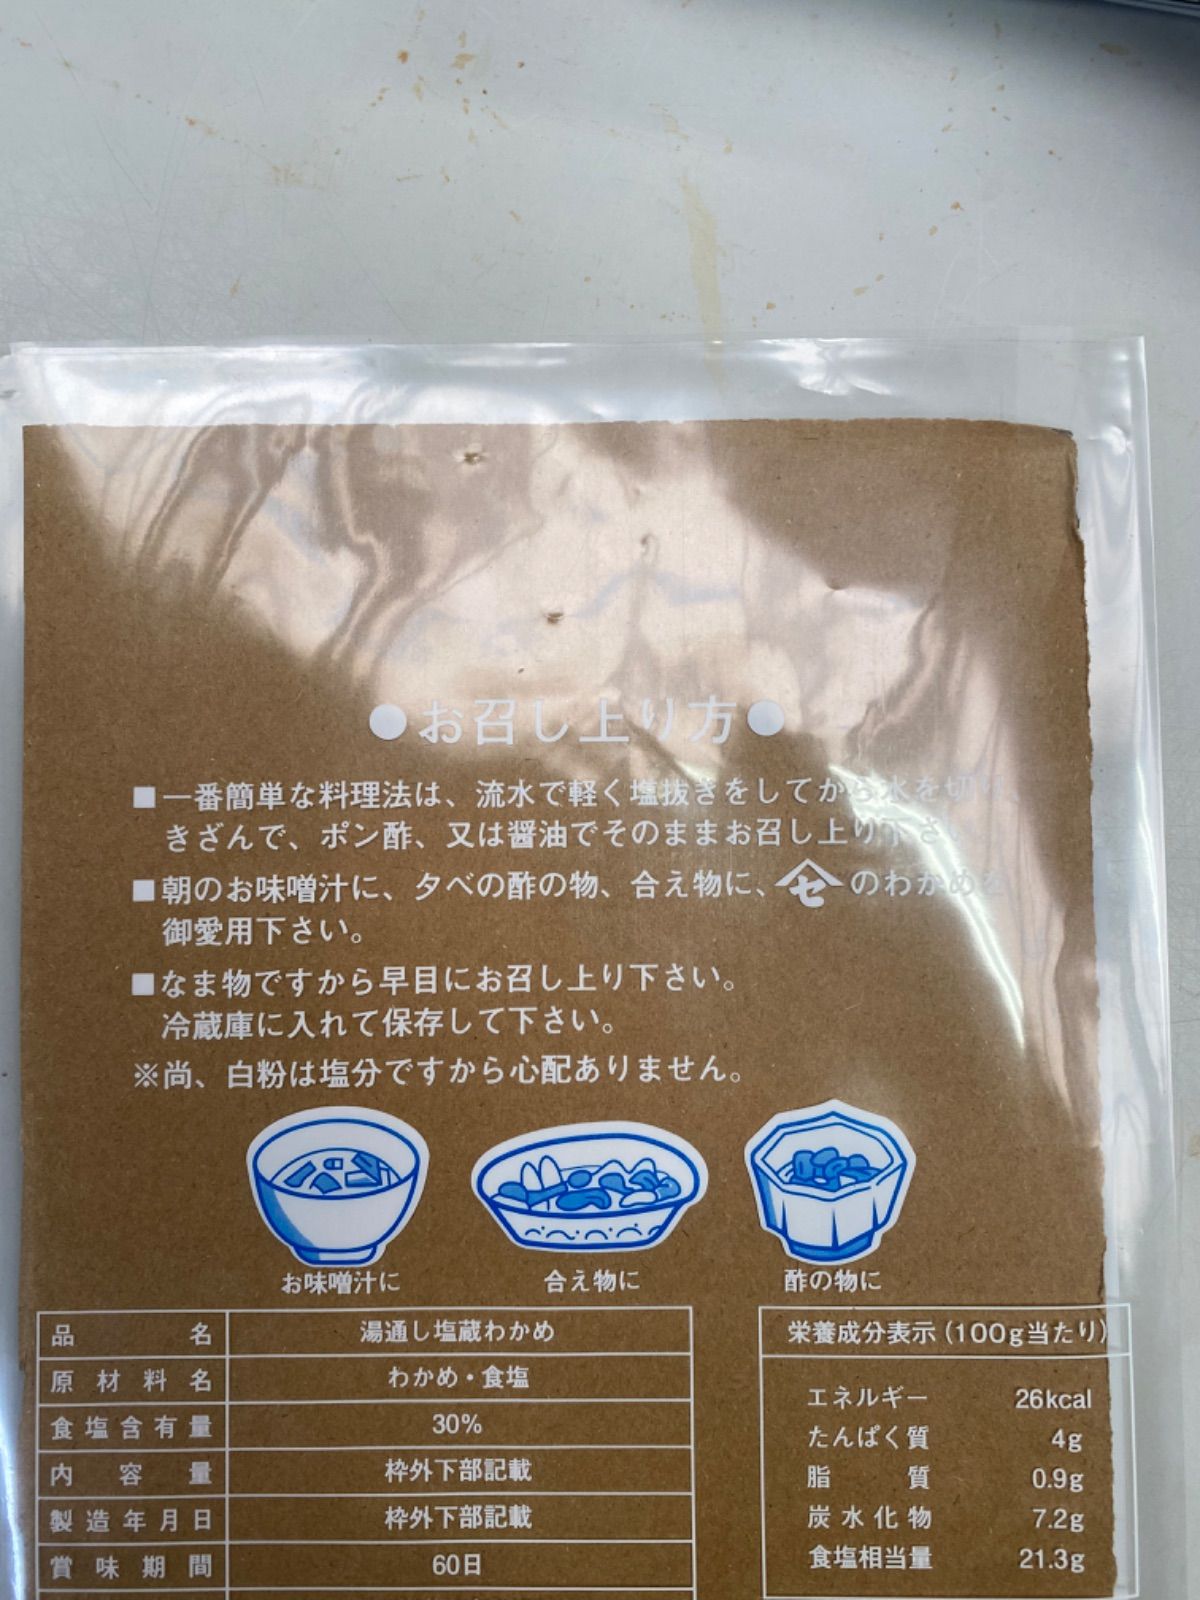 ●お召し上り方●
■一番簡単な料理法は、流水で軽く塩抜きをしてから水を切り、
きざんで、ポン酢、又は醤油でそのままお召し上り下さい。
■朝のお味噌汁に、夕べの酢の物、合え物に、セのわかめを
御愛用下さい。
■なま物ですから早目にお召し上り下さい。
冷蔵庫に入れて保存して下さい。
※尚、白粉は塩分ですから心配ありません。
お味噌汁に 合え物に 酢の物に
品名 湯通し塩蔵わかめ
原材料名 わかめ・食塩
食塩含有量 30%
内容量 枠外下部記載
製造年月日 枠外下部記載
賞味期間 60日
栄養成分表示(100g当たり)
エネルギー 26kcal
たんぱく質 4g
脂質 0.9g
炭水化物 7.2g
食塩相当量 21.3g